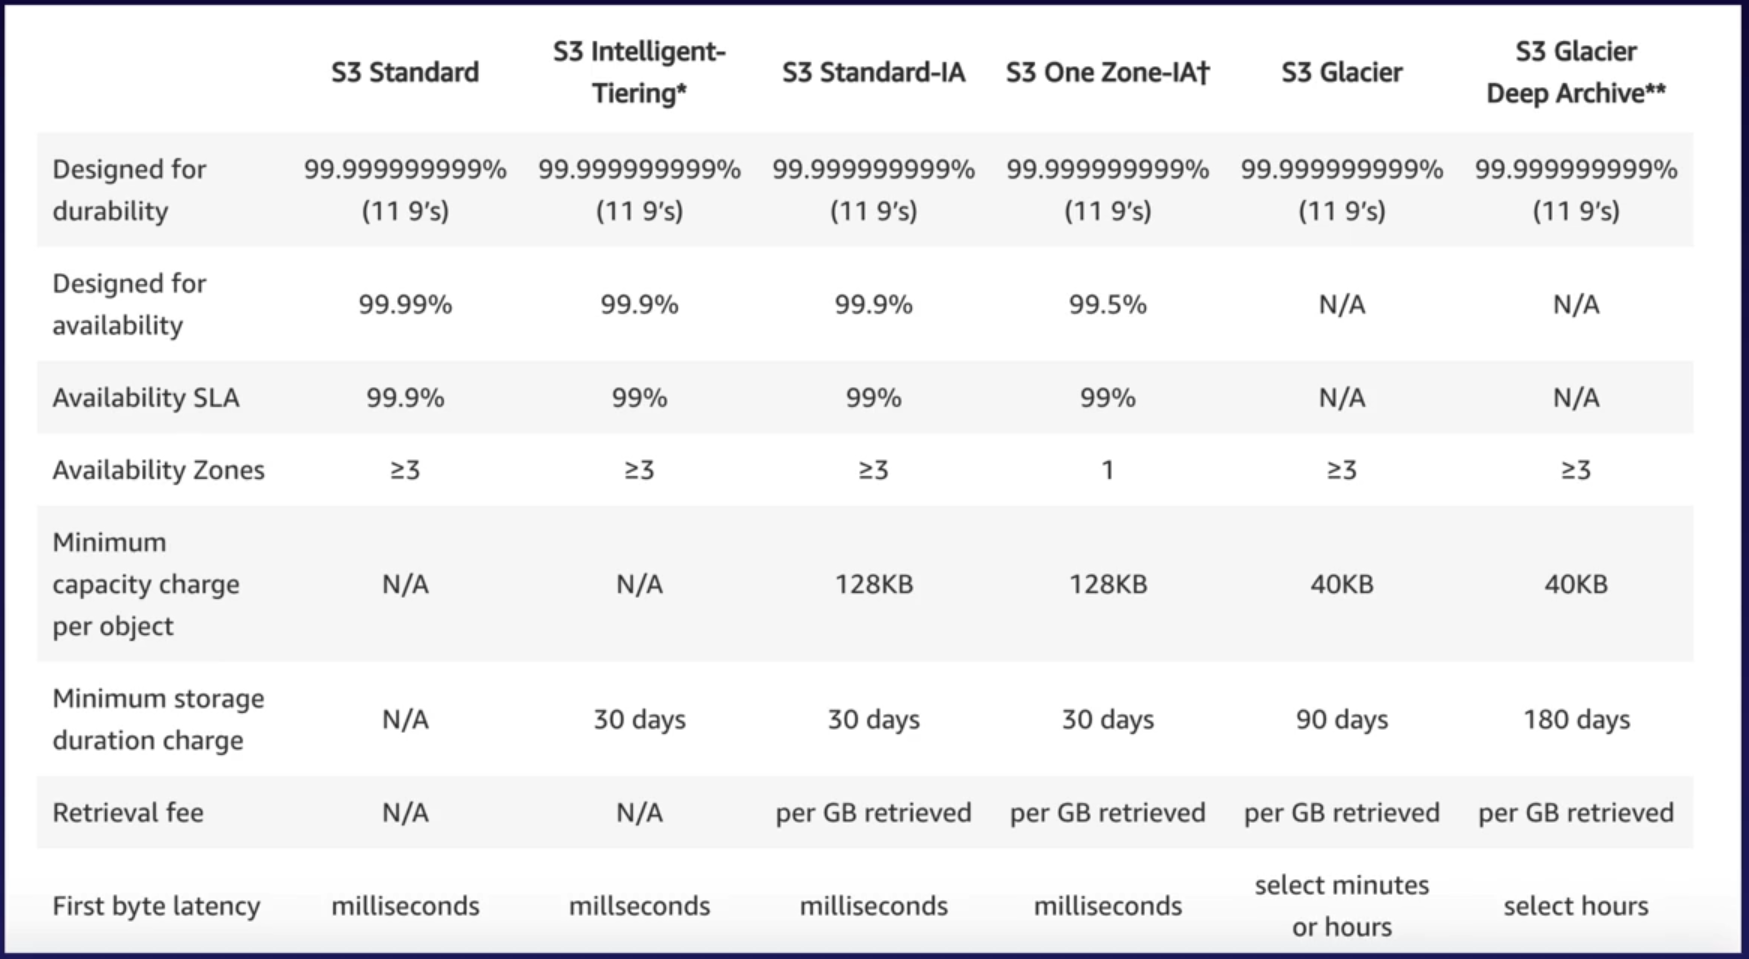 S3 Standard
S3 Intelligent-
Tiering*
S3 Standard-IA
S3 One Zone-IA†
S3 Glacier
S3 Glacier
Deep Archive**
Designed for
durability
99.999999999%
(11 9’s)
99.999999999%
(11 9’s)
99.999999999%
(11 9’s)
99.999999999%
(11 9’s)
99.999999999%
(11 9’s)
99.999999999%
(11 9’s)
Designed for
availability
99.99%
99.9%
99.9%
99.5%
N/A
N/A
Availability SLA
99.9%
99%
99%
99%
N/A
N/A
Availability Zones
≥3
≥3
≥3
1
≥3
≥3
Minimum
capacity charge
per object
N/A
N/A
128KB
128KB
40KB
40KB
Minimum storage
duration charge
N/A
30 days
30 days
30 days
90 days
180 days
Retrieval fee
N/A
N/A
per GB retrieved
per GB retrieved
per GB retrieved
per GB retrieved
First byte latency
milliseconds
millseconds
milliseconds
milliseconds
select minutes
or hours
select hours